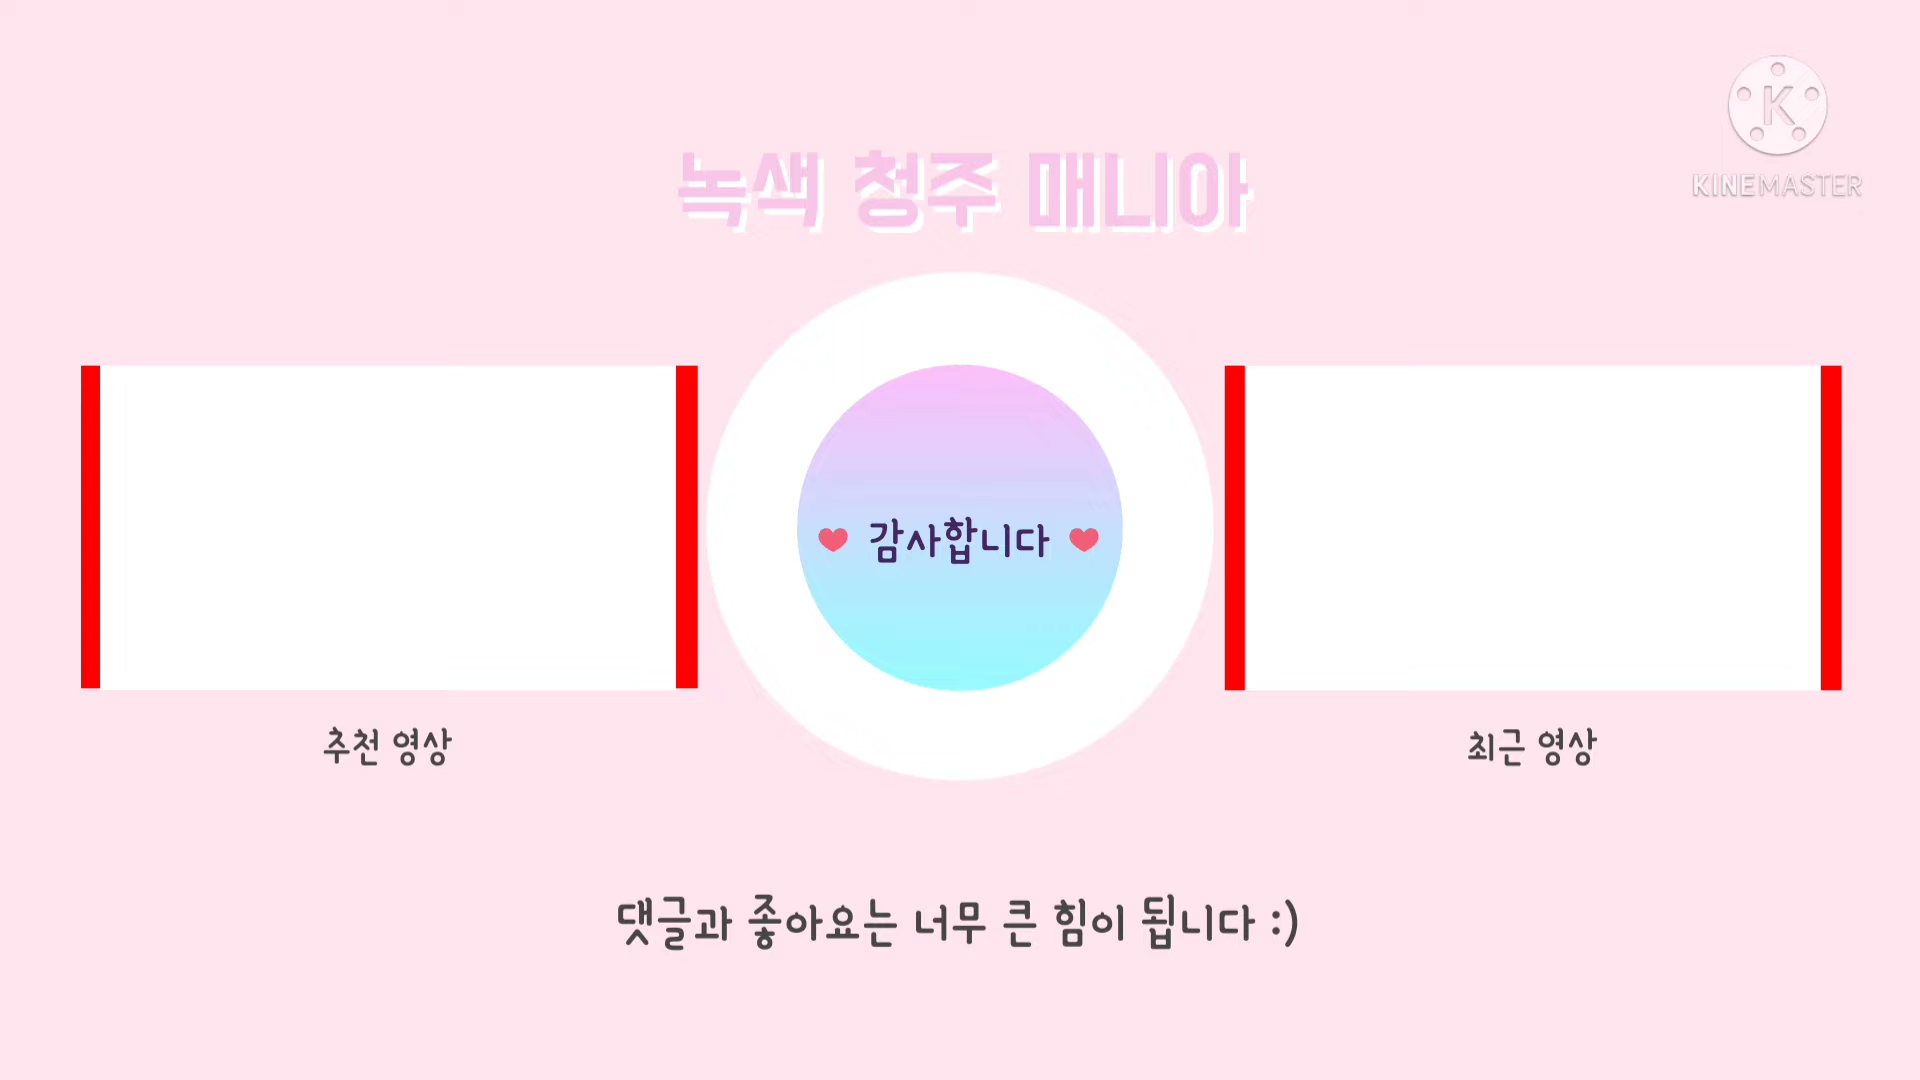 녹색 청주 매니아
K
KINEMASTER
감사합니다
추천 영상
최근 영상
댓글과 좋아요는 너무 큰 힘이 됩니다 :)